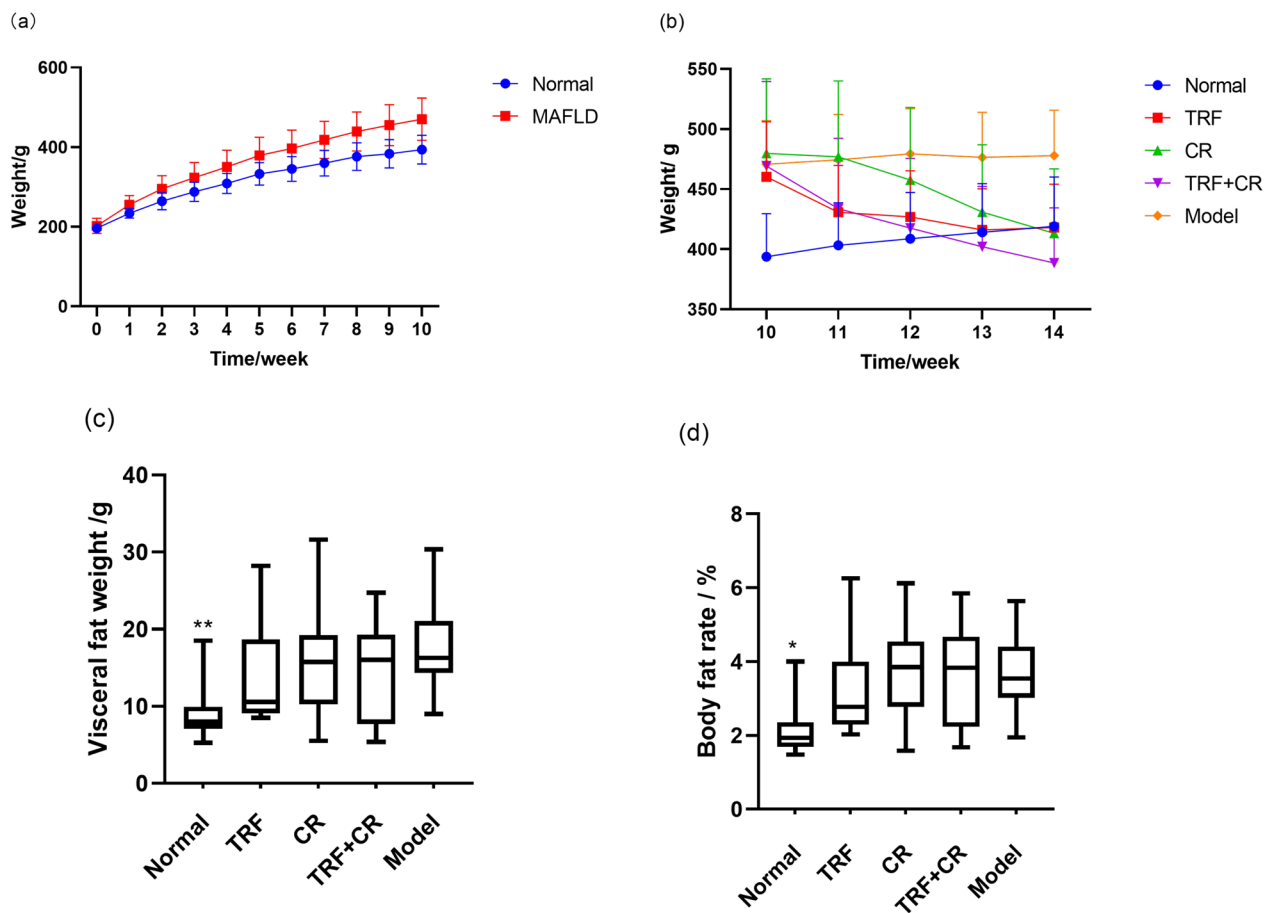 （a）
600
400
200
0
Weight/g
0 1 2 3 4 5 6 7 8 9 10
Time/week
Normal
MAFLD
(b)
550
500
450
400
350
Weight/ g
10 11 12 13 14
Time/week
Normal
TRF
CR
TRF+CR
Model
(c)
40
30
20
10
0
Visceral fat weight /g
**
Normal TRF CR TRF+CR Model
(d)
8
6
4
2
0
Body fat rate / %
*
Normal TRF CR TRF+CR Model